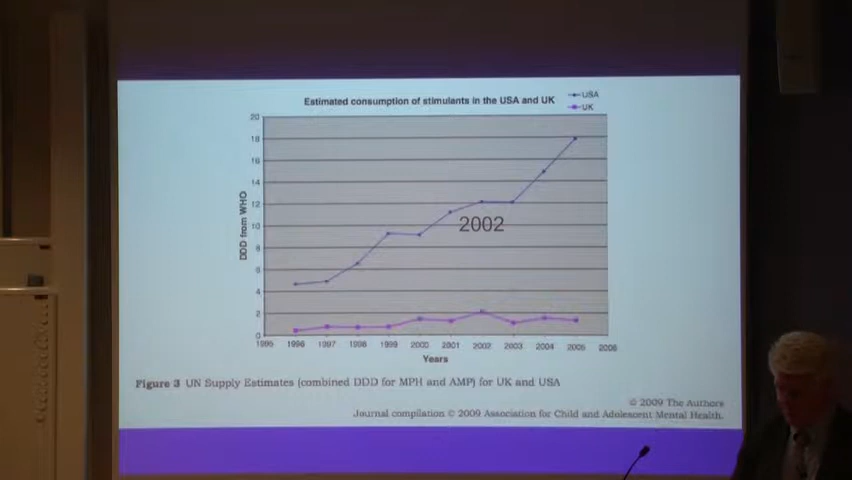 Estimated consumption of stimulants in the USA and UK
USA
UK
20
18
16
14
12
10
8
6
4
2
0
DDD from WHO
2002
1995 1996 1997 1998 1999 2000 2001 2002 2003 2004 2005 2006
Years
Figure 3 UN Supply Estimates (combined DDD for MPH and AMP) for UK and USA
© 2009 The Authors
Journal compilation © 2009 Association for Child and Adolescent Mental Health.